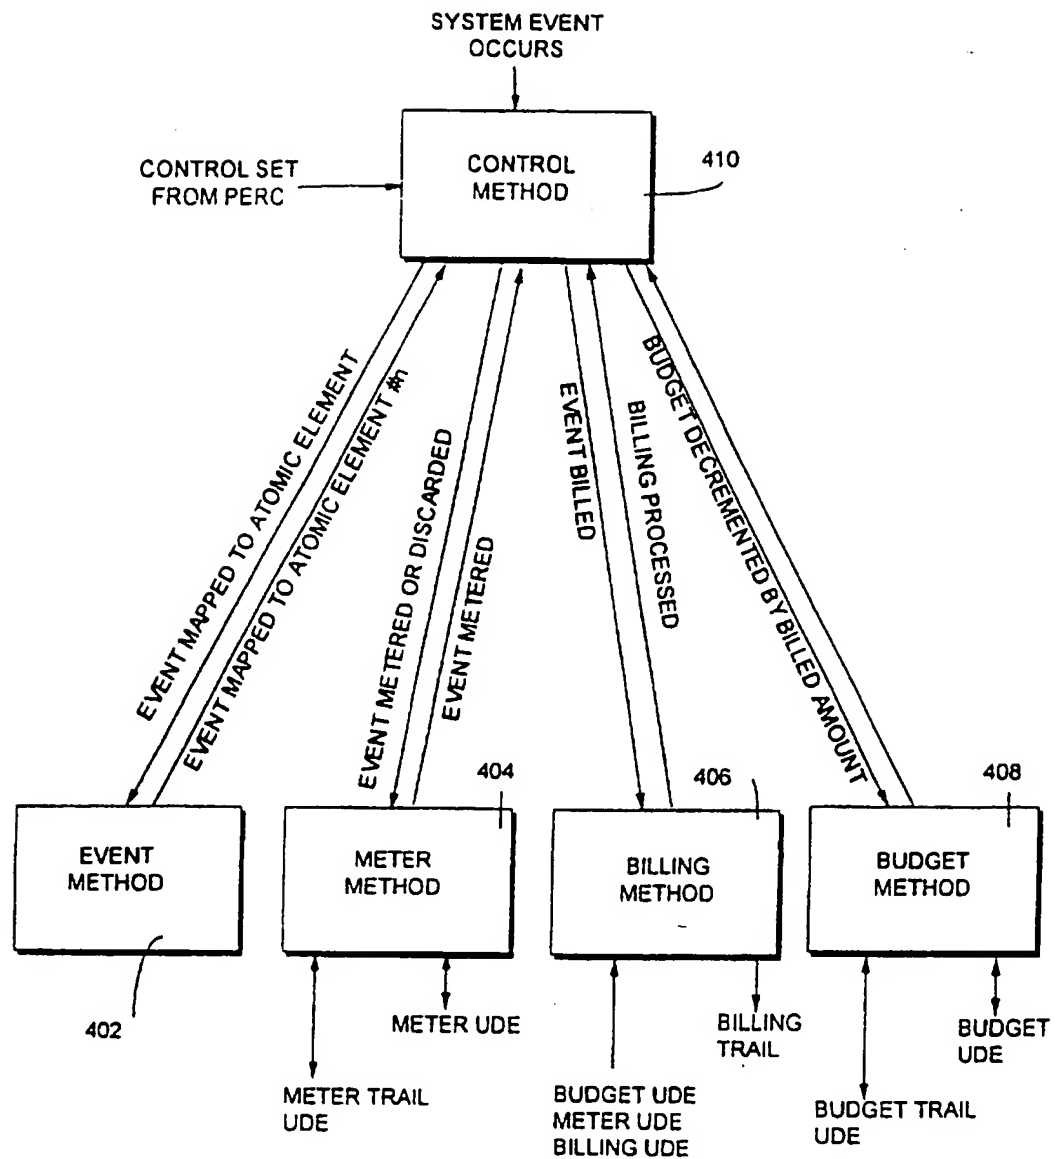 SYSTEM EVENT
OCCURS
CONTROL SET
FROM PERC
CONTROL
METHOD
410
EVENT MAPPED TO ATOMIC ELEMENT
EVENT MAPPED TO ATOMIC ELEMENT #n
EVENT METERED OR DISCARDED
EVENT METERED
EVENT BILLED
BILLING PROCESSED
BUDGET DECREMENTED BY BILLED AMOUNT
404
406
408
EVENT
METHOD
METER
METHOD
BILLING
METHOD
BUDGET
METHOD
402
METER UDE
METER TRAIL
UDE
BUDGET UDE
METER UDE
BILLING UDE
BILLING
TRAIL
BUDGET TRAIL
UDE
BUDGET
UDE